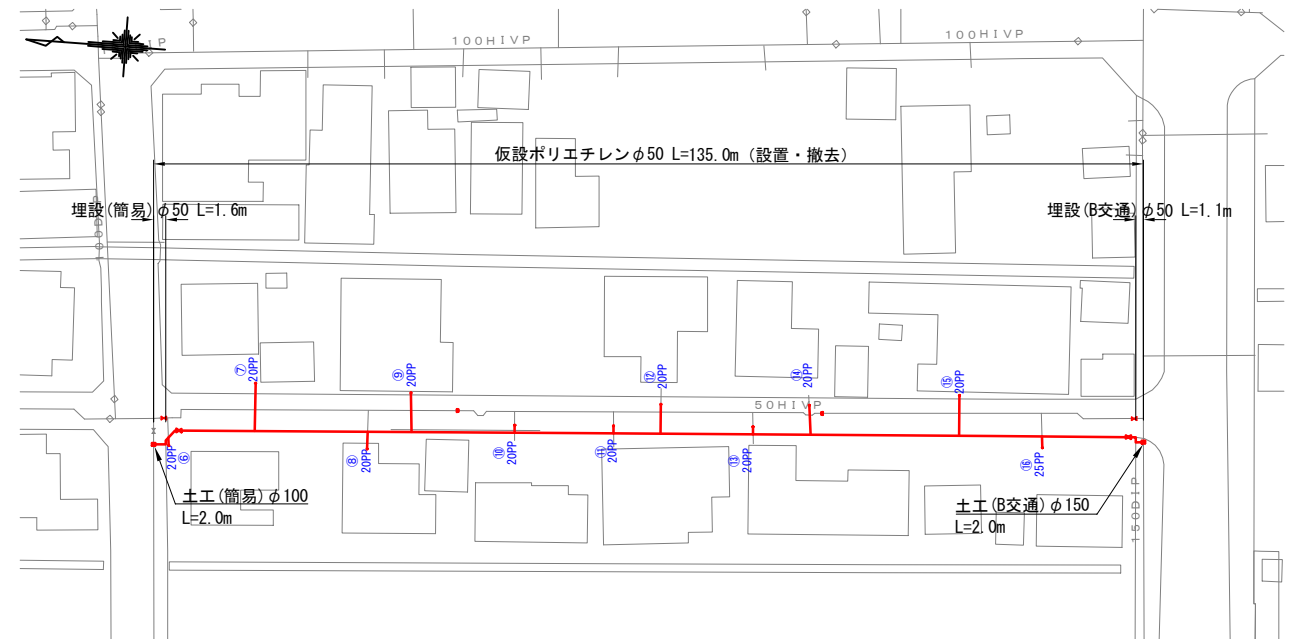 100HIVP
100HIVP
IP
仮設ポリエチレンφ50 L=135.0m (設置・撤去)
埋設(簡易)φ50 L=1.6m
埋設(B交通)φ50 L=1.1m
⑦
20PP
⑨
20PP
⑫
20PP
⑭
20PP
⑮
20PP
50HIVP
20PP
⑥
⑧
20PP
⑩
20PP
⑪
20PP
⑬
20PP
⑯
25PP
土工(簡易)φ100
L=2.0m
土工(B交通)φ150
L=2.0m
150DIP